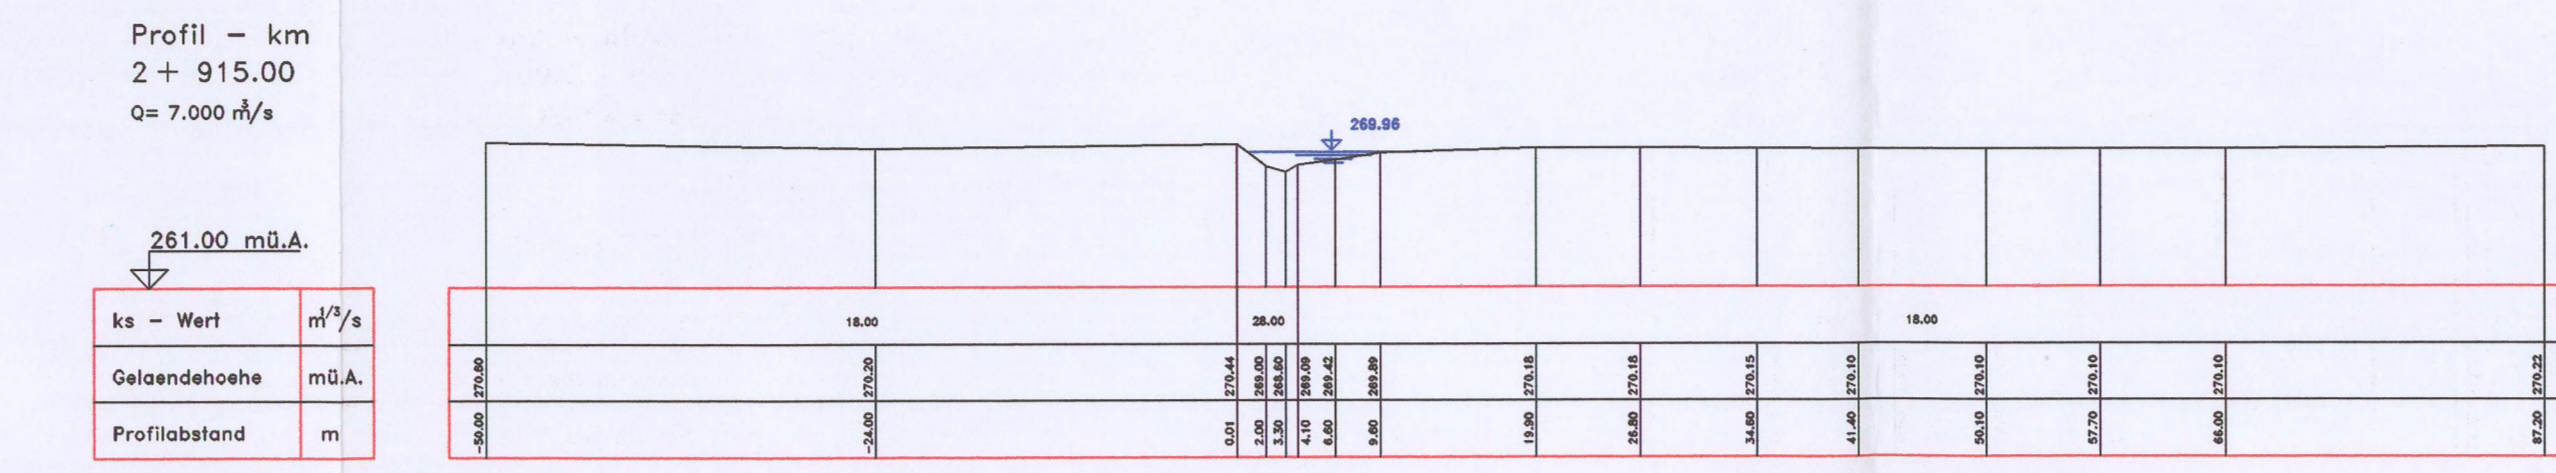 Profil – km
2 + 915.00
Q= 7.000 m³/s
269.96
261.00 mü.A.
ks – Wert m^1/3/s 18.00 28.00 18.00
Gelaendehoehe mü.A. 270.60 270.20 270.44 269.00 268.60 269.09 269.42 269.89 270.18 270.18 270.15 270.10 270.10 270.10 270.10 270.22
Profilabstand m -50.00 -24.00 0.01 2.00 3.30 4.10 6.60 9.60 19.90 26.80 34.60 41.40 50.10 57.70 66.00 87.20